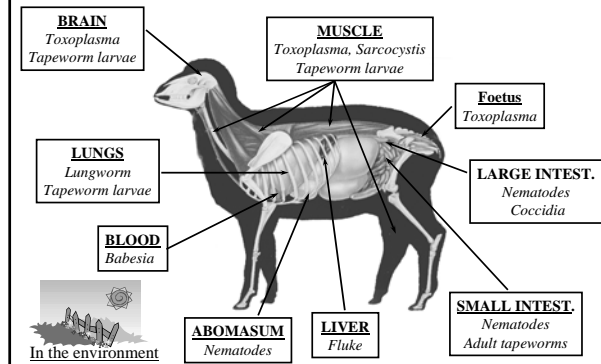 BRAIN
Toxoplasma
Tapeworm larvae
MUSCLE
Toxoplasma, Sarcocystis
Tapeworm larvae
Foetus
Toxoplasma
LUNGS
Lungworm
Tapeworm larvae
LARGE INTEST.
Nematodes
Coccidia
BLOOD
Babesia
In the environment
ABOMASUM
Nematodes
LIVER
Fluke
SMALL INTEST.
Nematodes
Adult tapeworms